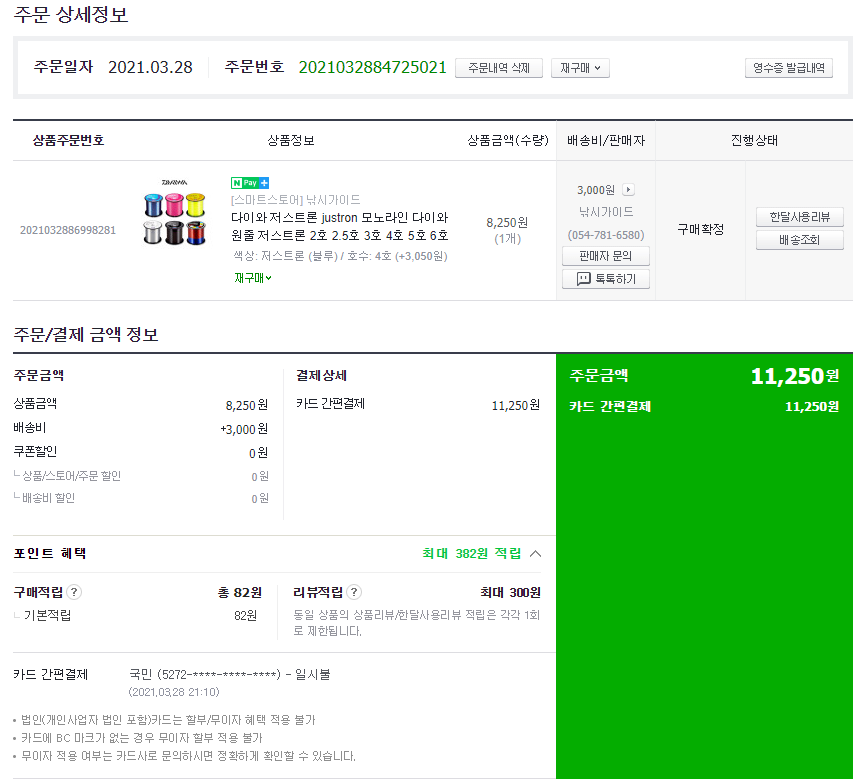 주문 상세정보
주문일자 2021.03.28 주문번호 2021032884725021 주문내역 삭제 재구매 영수증 발급내역
상품주문번호 상품정보 상품금액(수량) 배송비/판매자 진행상태
DAIWA
N Pay +
[스마트스토어] 낚시가이드
다이와 저스트론 justron 모노라인 다이와
원줄 저스트론 2호 2.5호 3호 4호 5호 6호
색상: 저스트론 (블루) / 호수: 4호 (+3,050원)
재구매
2021032886998281
8,250원
(1개)
3,000원
낚시가이드
(054-781-6580)
판매자 문의
톡톡하기
구매확정
한달사용리뷰
배송조회
주문/결제 금액 정보
주문금액
상품금액 8,250원
배송비 +3,000원
쿠폰할인 0원
└ 상품/스토어/주문 할인 0원
└ 배송비 할인 0원
결제상세
카드 간편결제 11,250원
주문금액 11,250원
카드 간편결제 11,250원
포인트 혜택 최대 382원 적립
구매적립 ? 총 82원
기본적립 82원
리뷰적립 ? 최대 300원
동일 상품의 상품리뷰/한달사용리뷰 적립은 각각 1회
로 제한됩니다.
카드 간편결제 국민 (5272-****-****-****) - 일시불
(2021.03.28 21:10)
• 법인(개인사업자 법인 포함)카드는 할부/무이자 혜택 적용 불가
• 카드에 BC 마크가 없는 경우 무이자 할부 적용 불가
• 무이자 적용 여부는 카드사로 문의하시면 정확하게 확인할 수 있습니다.